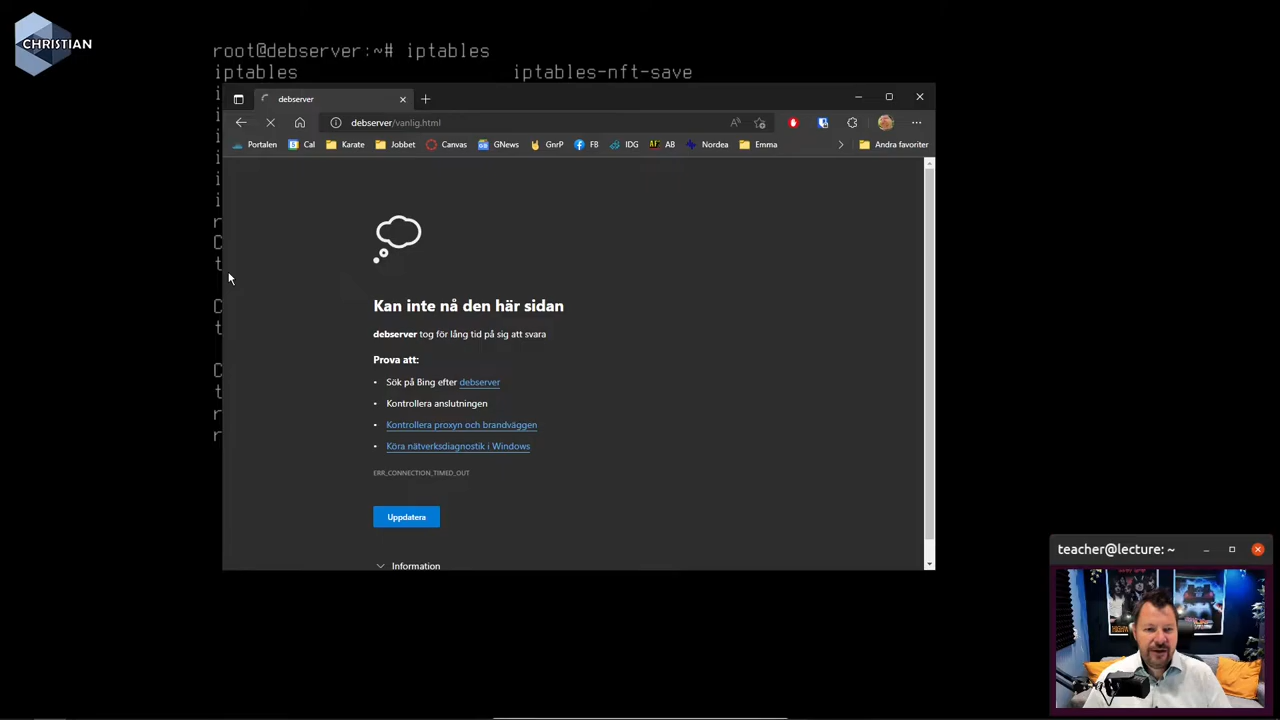 CHRISTIAN
root@debserver:~# iptables
iptables iptables-nft-save
debserver
debserver/vanlig.html
Portalen Cal Karate Jobbet Canvas GNews GnrP FB IDG AB Nordea Emma Andra favoriter
Kan inte nå den här sidan
debserver tog för lång tid på sig att svara
Prova att:
• Sök på Bing efter debserver
• Kontrollera anslutningen
• Kontrollera proxyn och brandväggen
• Köra nätverksdiagnostik i Windows
ERR_CONNECTION_TIMED_OUT
Uppdatera
Information
teacher@lecture: ~